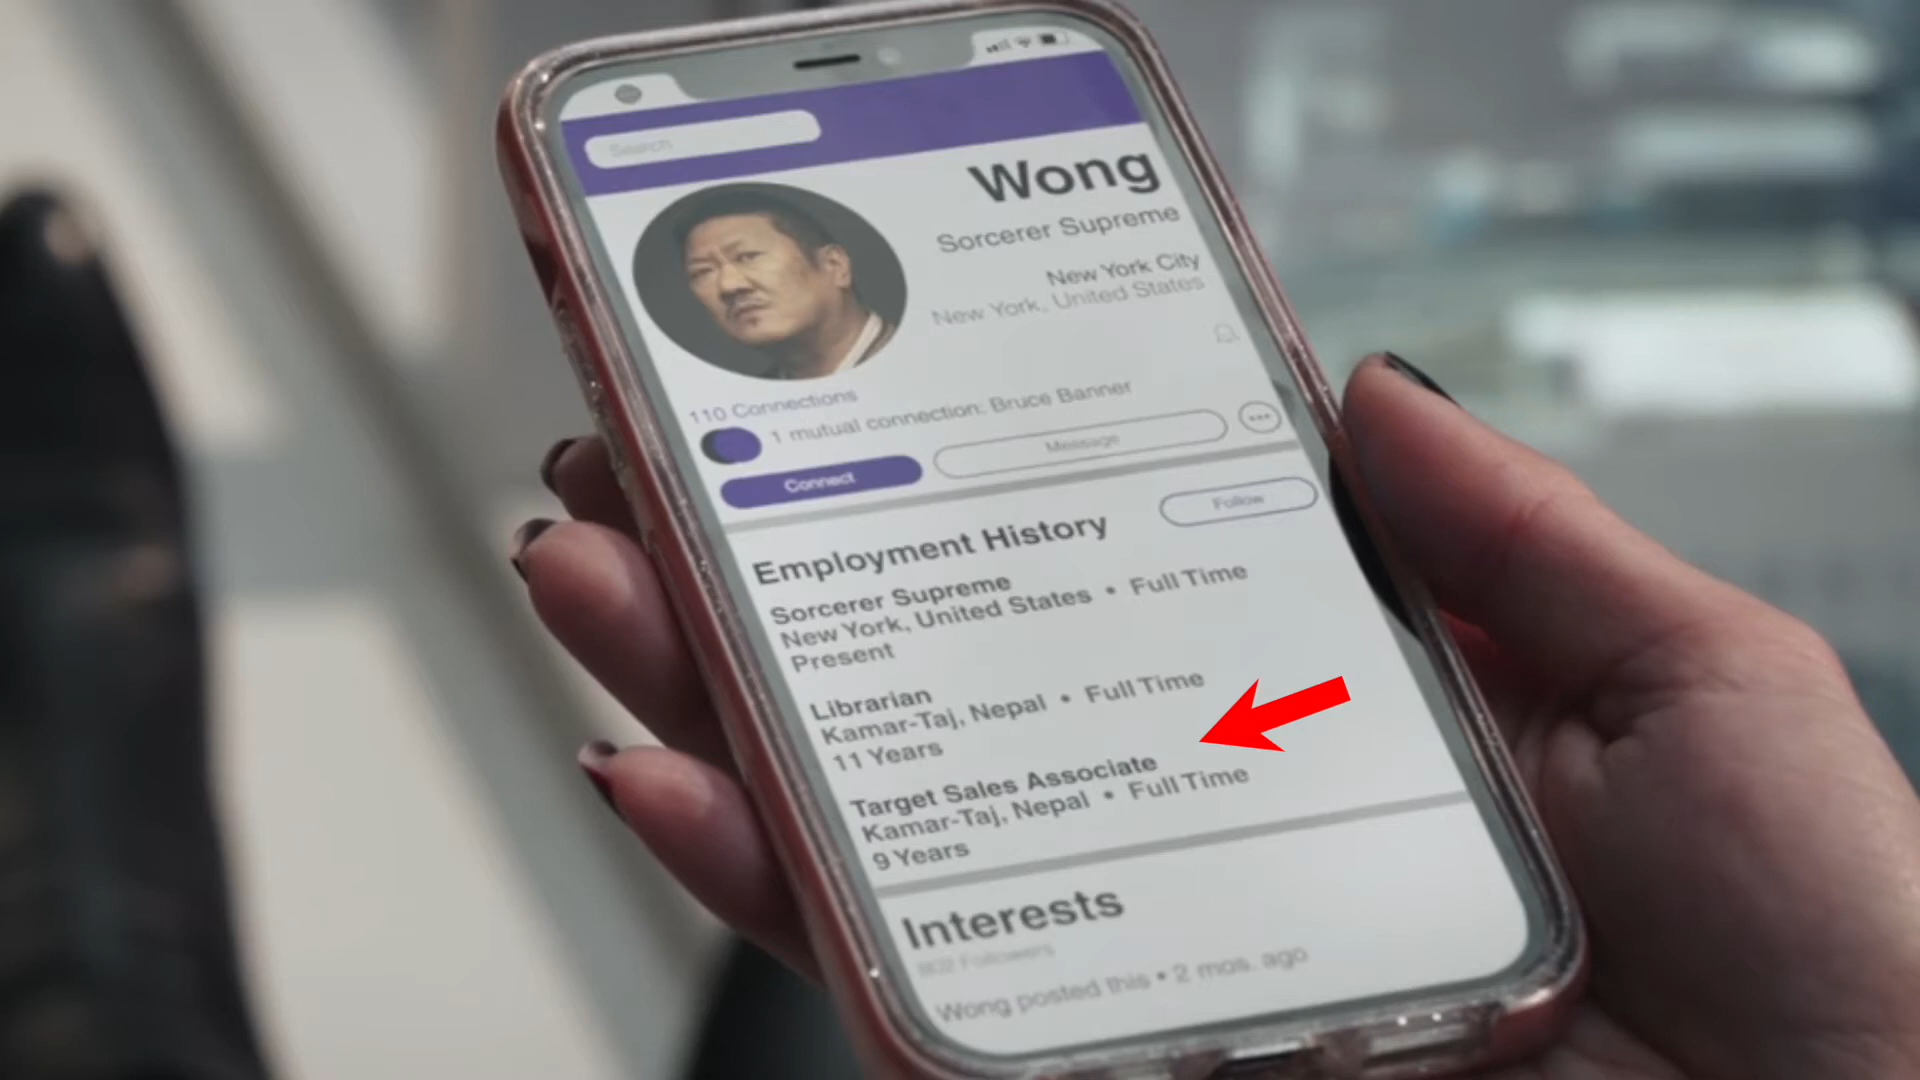 Search
Wong
Sorcerer Supreme
New York City
New York, United States
110 Connections
1 mutual connection: Bruce Banner
Connect
Message
Follow
Employment History
Sorcerer Supreme
New York, United States • Full Time
Present
Librarian
Kamar-Taj, Nepal • Full Time
11 Years
Target Sales Associate
Kamar-Taj, Nepal • Full Time
9 Years
Interests
Followers
Wong posted this • 2 mos. ago